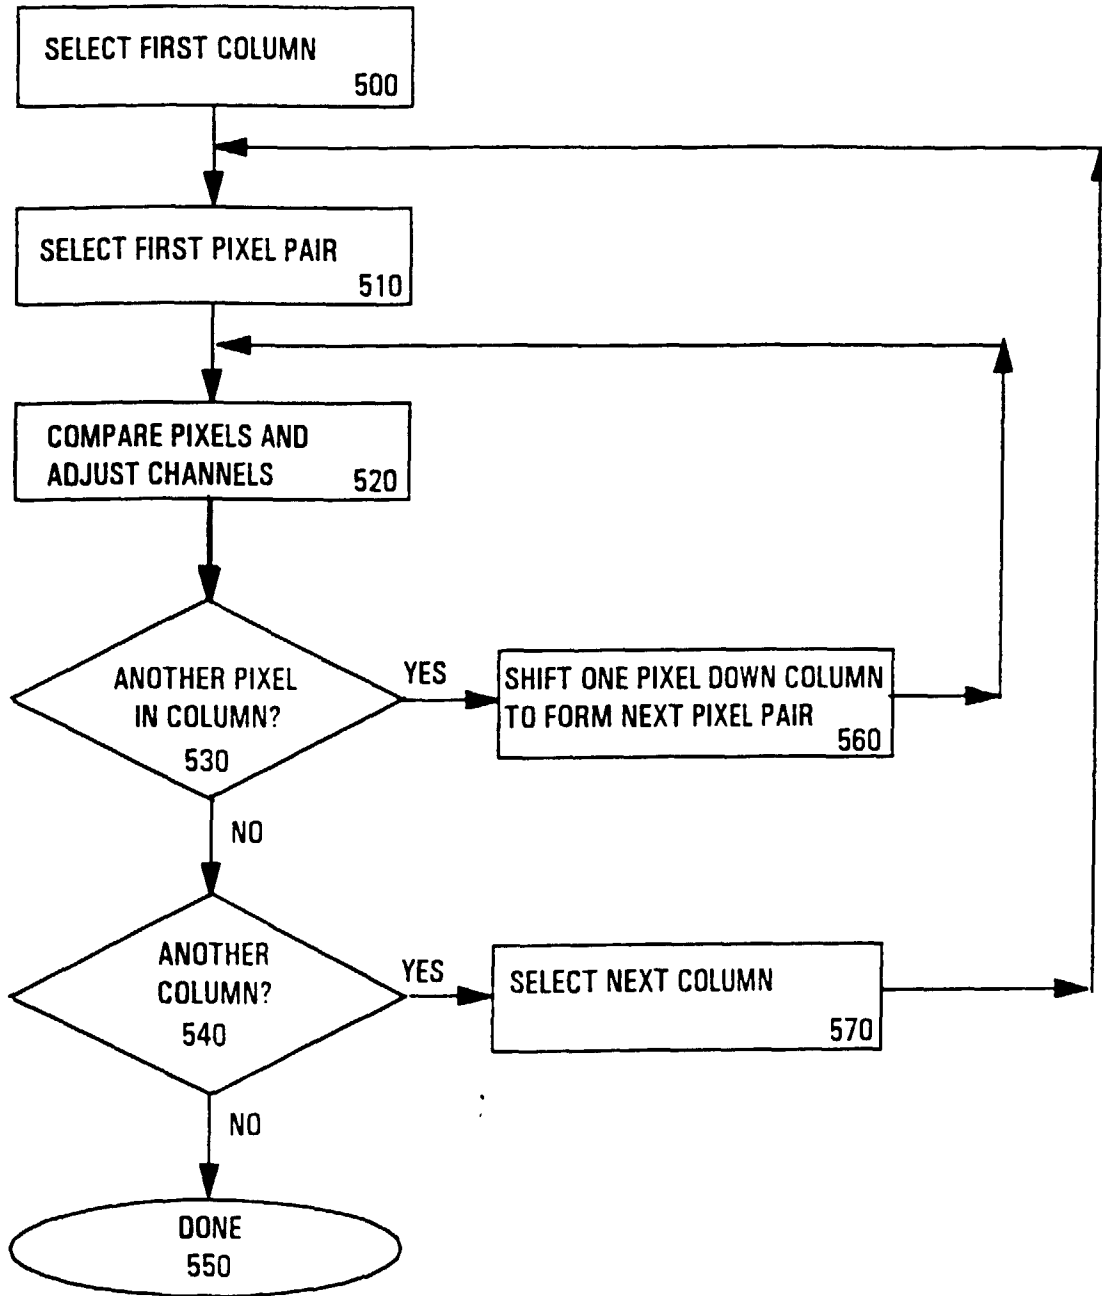 SELECT FIRST COLUMN
500
SELECT FIRST PIXEL PAIR
510
COMPARE PIXELS AND
ADJUST CHANNELS
520
ANOTHER PIXEL
IN COLUMN?
530
YES
SHIFT ONE PIXEL DOWN COLUMN
TO FORM NEXT PIXEL PAIR
560
NO
ANOTHER
COLUMN?
540
YES
SELECT NEXT COLUMN
570
NO
DONE
550